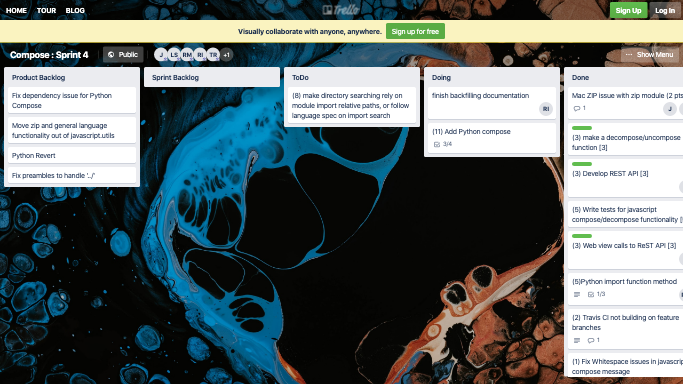 HOME TOUR BLOG
Trello
Sign Up Log In
Visually collaborate with anyone, anywhere. Sign up for free
Compose : Sprint 4
Public
J LS RM RI TR +1
... Show Menu
Product Backlog
Fix dependency issue for Python
Compose
Move zip and general language
functionality out of javascript.utils
Python Revert
Fix preambles to handle '../'
Sprint Backlog
ToDo
(8) make directory searching rely on
module import relative paths, or follow
language spec on import search
Doing
finish backfilling documentation
RI
(11) Add Python compose
3/4
Done
Mac ZIP issue with zip module (2 pts
1
J
(3) make a decompose/uncompose
function [3]
(3) Develop REST API [3]
(5) Write tests for javascript
compose/decompose functionality [
(3) Web view calls to ReST API [3]
(5)Python import function method
1/3
(2) Travis CI not building on feature
branches
1
(1) Fix Whitespace issues in javascrip
compose message